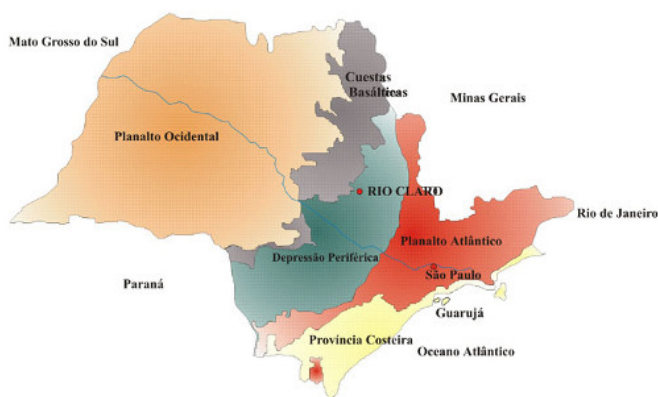 Mato Grosso do Sul
Cuestas
Basálticas
Minas Gerais
Planalto Ocidental
RIO CLARO
Rio de Janeiro
Planalto Atlântico
Depressão Periférica
São Paulo
Paraná
Guarujá
Província Costeira
Oceano Atlântico